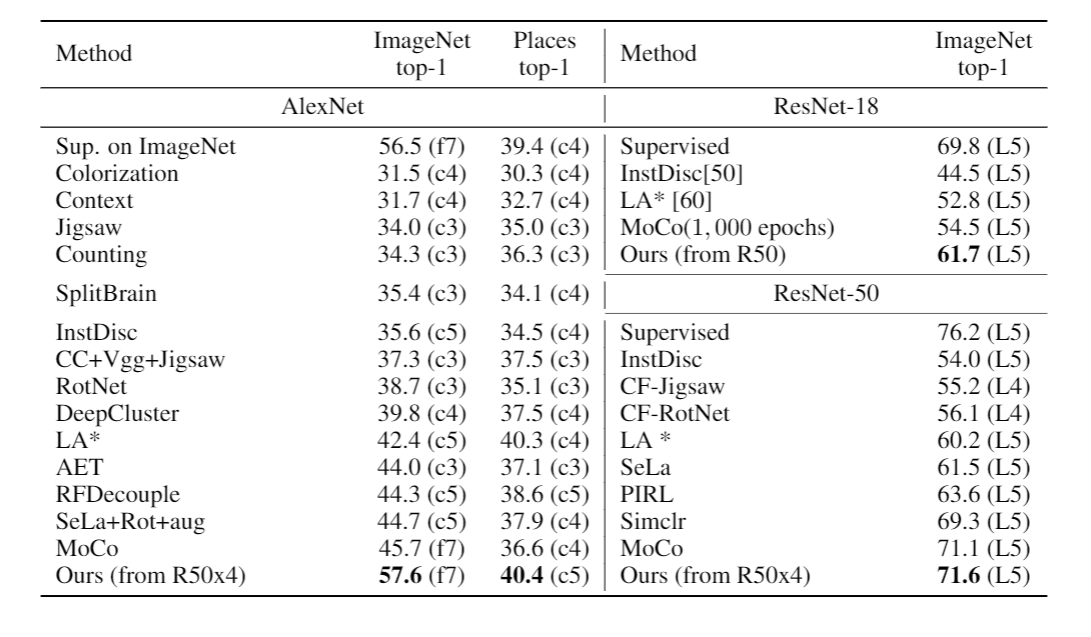 Method ImageNet top-1 Places top-1 Method ImageNet top-1
AlexNet ResNet-18
Sup. on ImageNet 56.5 (f7) 39.4 (c4) Supervised 69.8 (L5)
Colorization 31.5 (c4) 30.3 (c4) InstDisc[50] 44.5 (L5)
Context 31.7 (c4) 32.7 (c4) LA* [60] 52.8 (L5)
Jigsaw 34.0 (c3) 35.0 (c3) MoCo(1, 000 epochs) 54.5 (L5)
Counting 34.3 (c3) 36.3 (c3) Ours (from R50) 61.7 (L5)
SplitBrain 35.4 (c3) 34.1 (c4) ResNet-50
InstDisc 35.6 (c5) 34.5 (c4) Supervised 76.2 (L5)
CC+Vgg+Jigsaw 37.3 (c3) 37.5 (c3) InstDisc 54.0 (L5)
RotNet 38.7 (c3) 35.1 (c3) CF-Jigsaw 55.2 (L4)
DeepCluster 39.8 (c4) 37.5 (c4) CF-RotNet 56.1 (L4)
LA* 42.4 (c5) 40.3 (c4) LA * 60.2 (L5)
AET 44.0 (c3) 37.1 (c3) SeLa 61.5 (L5)
RFDecouple 44.3 (c5) 38.6 (c5) PIRL 63.6 (L5)
SeLa+Rot+aug 44.7 (c5) 37.9 (c4) Simclr 69.3 (L5)
MoCo 45.7 (f7) 36.6 (c4) MoCo 71.1 (L5)
Ours (from R50x4) 57.6 (f7) 40.4 (c5) Ours (from R50x4) 71.6 (L5)